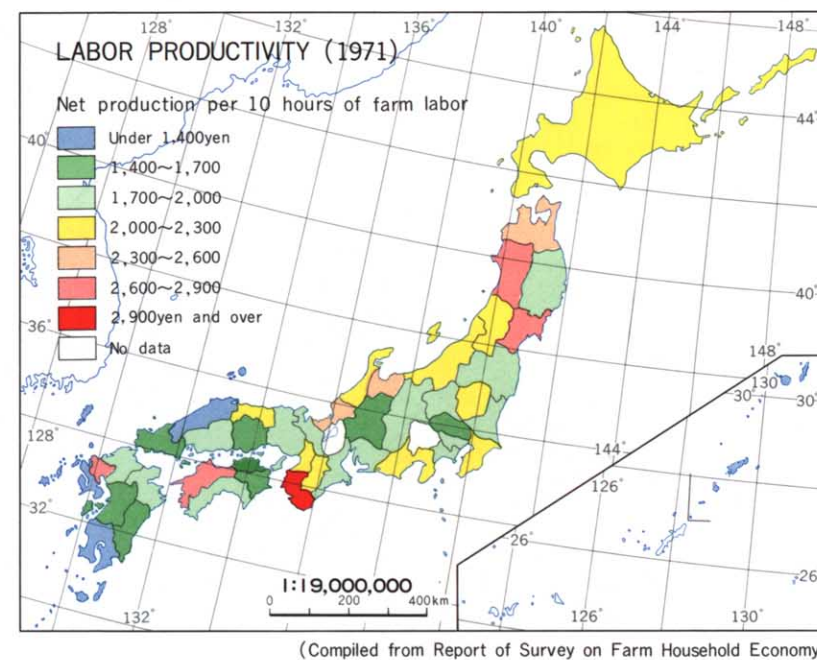 128° 132° 136° 140° 144° 148°
LABOR PRODUCTIVITY (1971)
Net production per 10 hours of farm labor
Under 1,400yen
1,400~1,700
1,700~2,000
2,000~2,300
2,300~2,600
2,600~2,900
2,900yen and over
No data
40°
44°
36°
40°
148°
130°
30°
30°
128°
144°
126°
32°
26°
26°
1:19,000,000
0 200 400km
132°
126° 130°
(Compiled from Report of Survey on Farm Household Economy